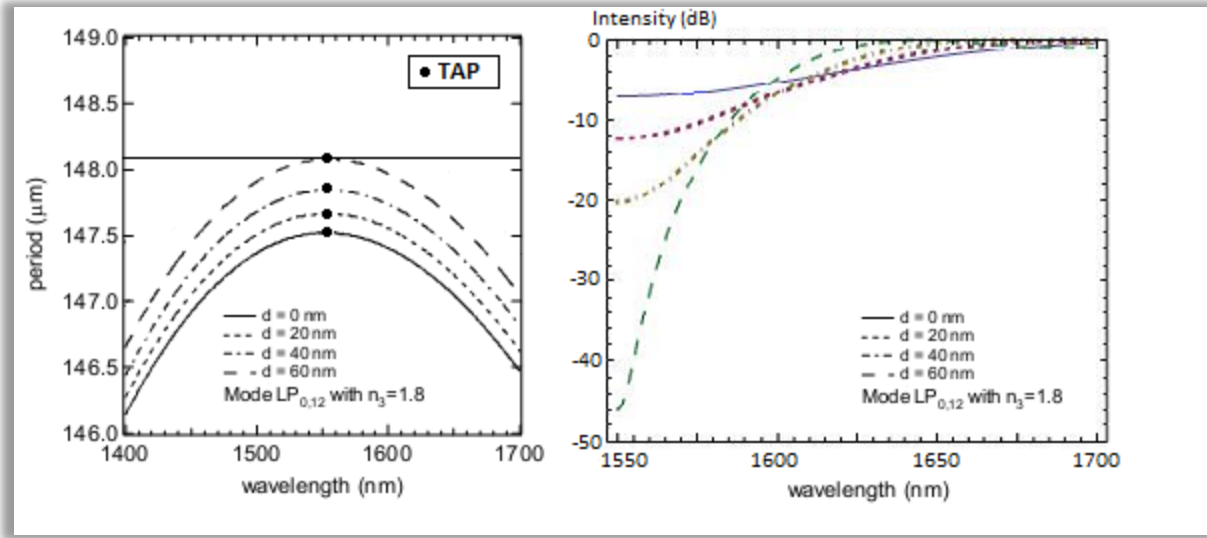 149.0
148.5
148.0
147.5
147.0
146.5
146.0
period (μm)
TAP
d = 0 nm
d = 20 nm
d = 40 nm
d = 60 nm
Mode LP0,12 with n3=1.8
1400 1500 1600 1700
wavelength (nm)
Intensity (dB)
0
-10
-20
-30
-40
-50
d = 0 nm
d = 20 nm
d = 40 nm
d = 60 nm
Mode LP0,12 with n3=1.8
1550 1600 1650 1700
wavelength (nm)